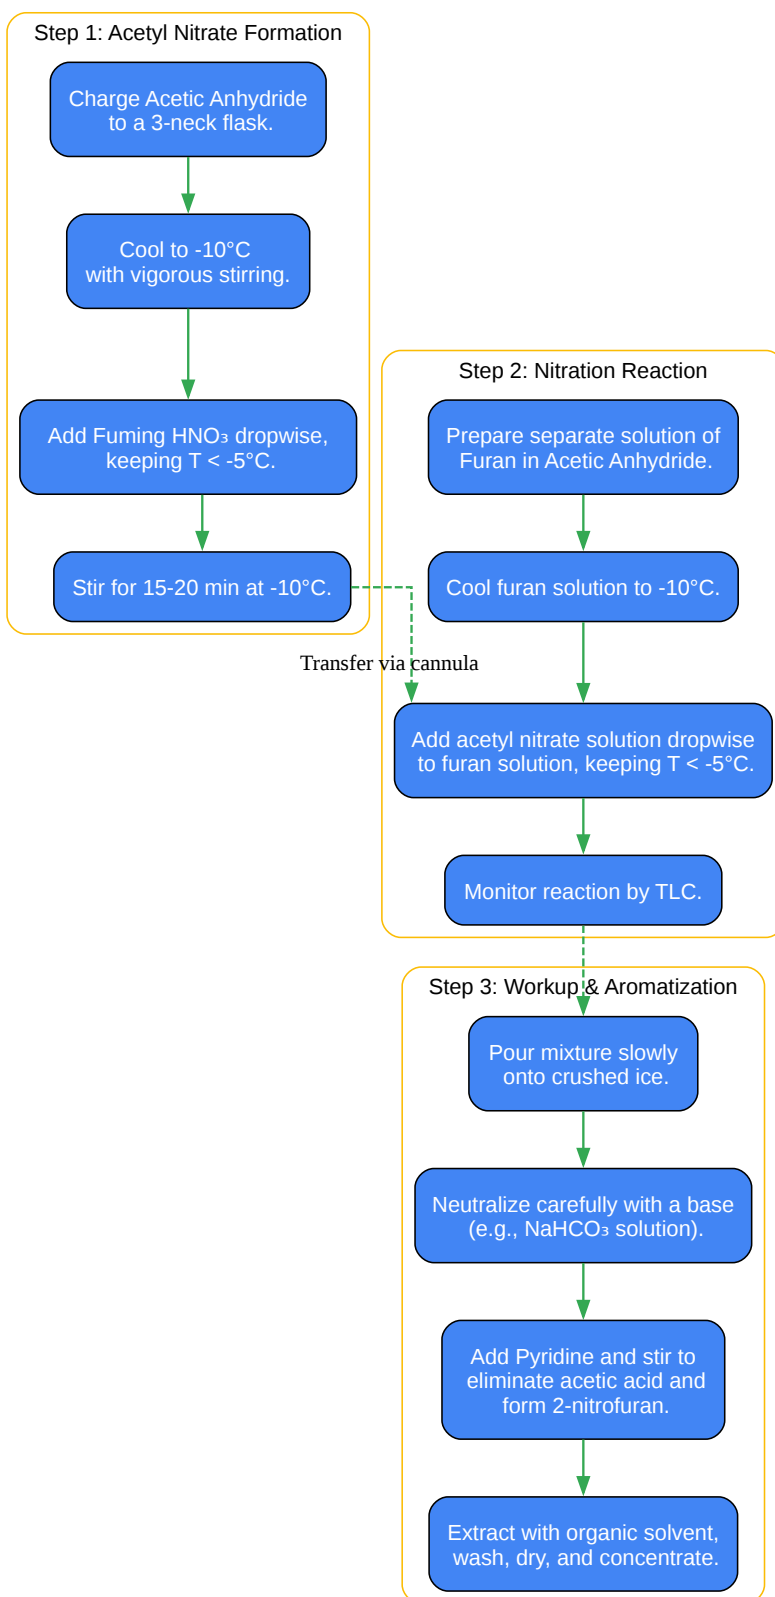 Step 1: Acetyl Nitrate Formation
Charge Acetic Anhydride
to a 3-neck flask.
Cool to -10°C
with vigorous stirring.
Add Fuming HNO₃ dropwise,
keeping T < -5°C.
Stir for 15-20 min at -10°C.
Transfer via cannula
Step 2: Nitration Reaction
Prepare separate solution of
Furan in Acetic Anhydride.
Cool furan solution to -10°C.
Add acetyl nitrate solution dropwise
to furan solution, keeping T < -5°C.
Monitor reaction by TLC.
Step 3: Workup & Aromatization
Pour mixture slowly
onto crushed ice.
Neutralize carefully with a base
(e.g., NaHCO₃ solution).
Add Pyridine and stir to
eliminate acetic acid and
form 2-nitrofuran.
Extract with organic solvent,
wash, dry, and concentrate.